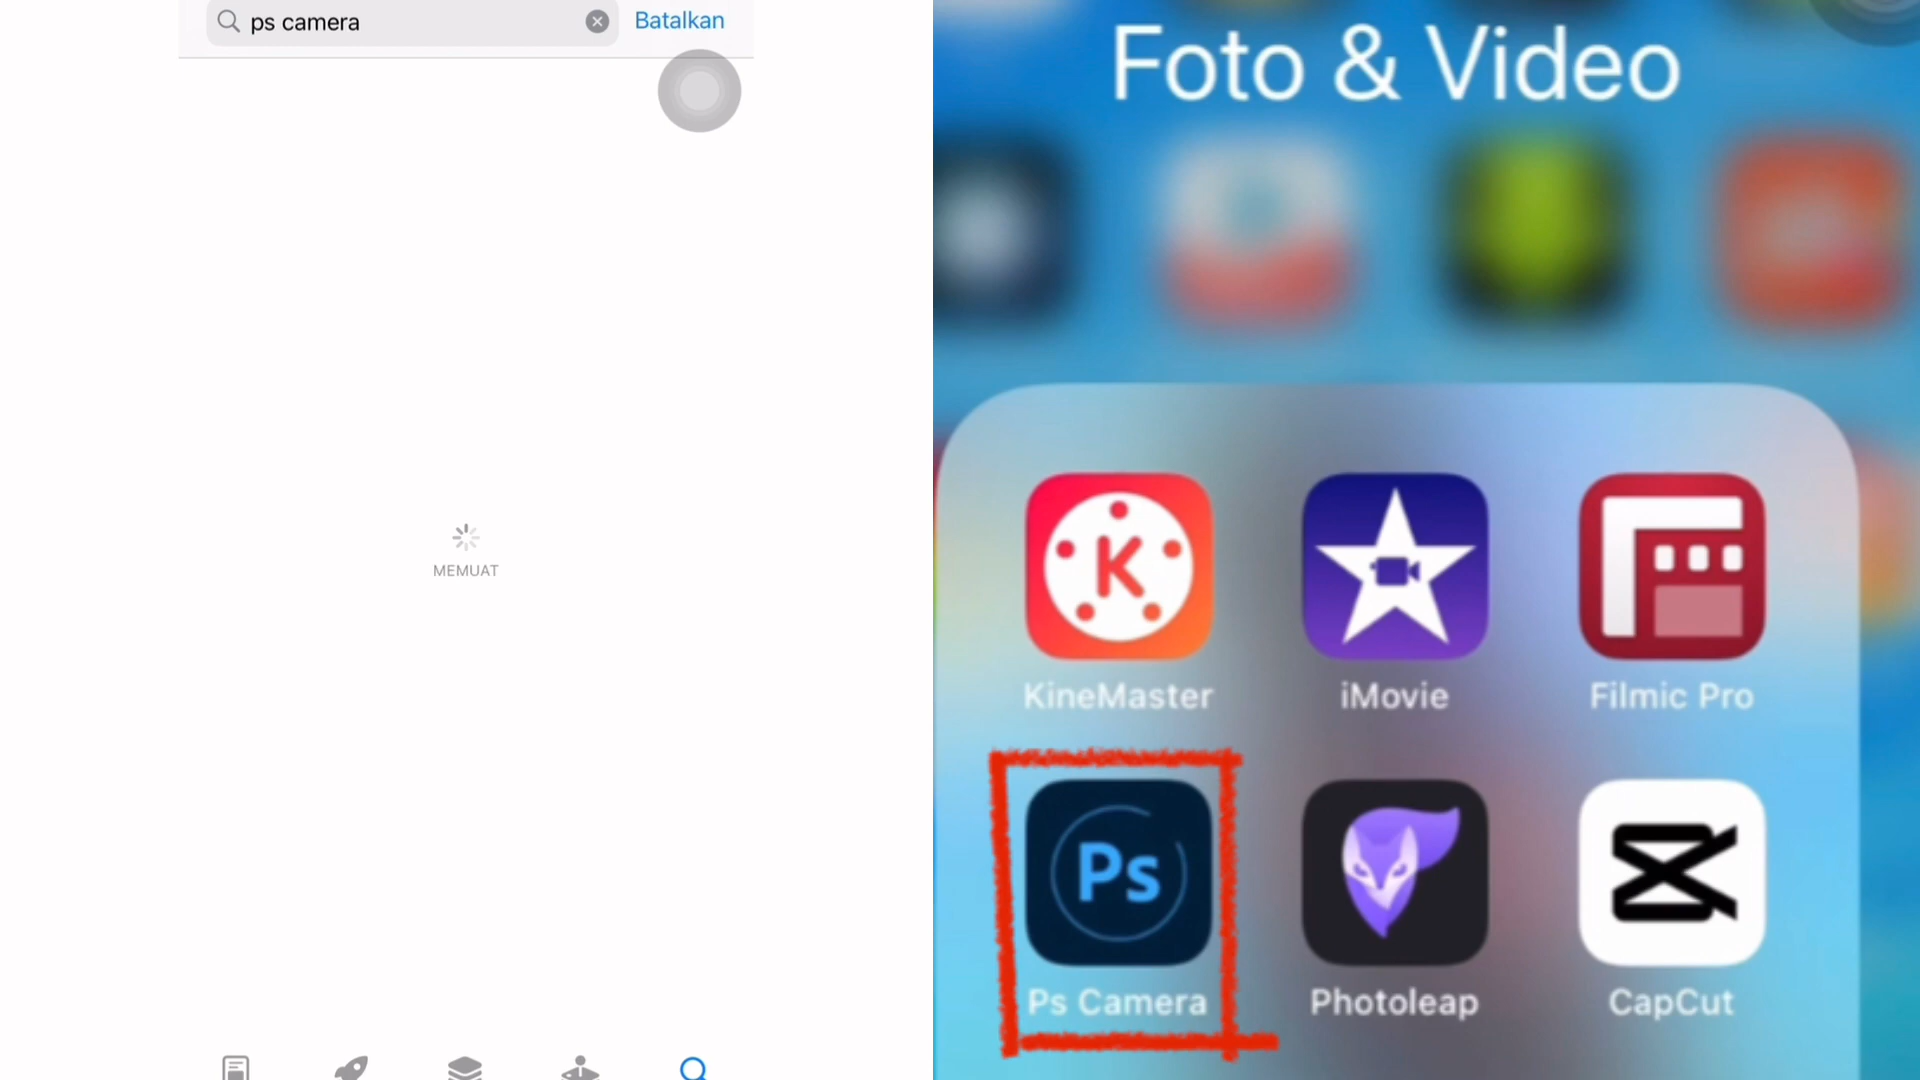 ps camera
Batalkan
MEMUAT
Foto & Video
K
KineMaster
iMovie
Filmic Pro
Ps
Ps Camera
Photoleap
CapCut